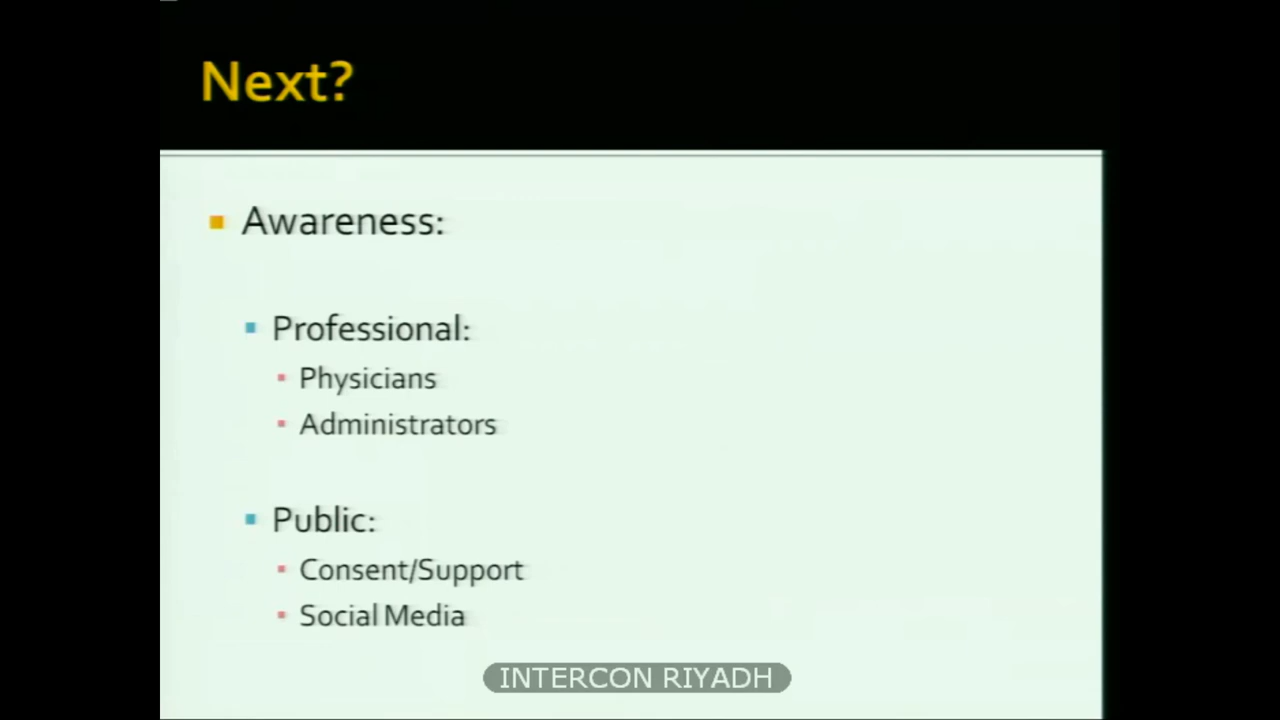 Next?
Awareness:
Professional:
Physicians
Administrators
Public:
Consent/Support
Social Media
INTERCON RIYADH